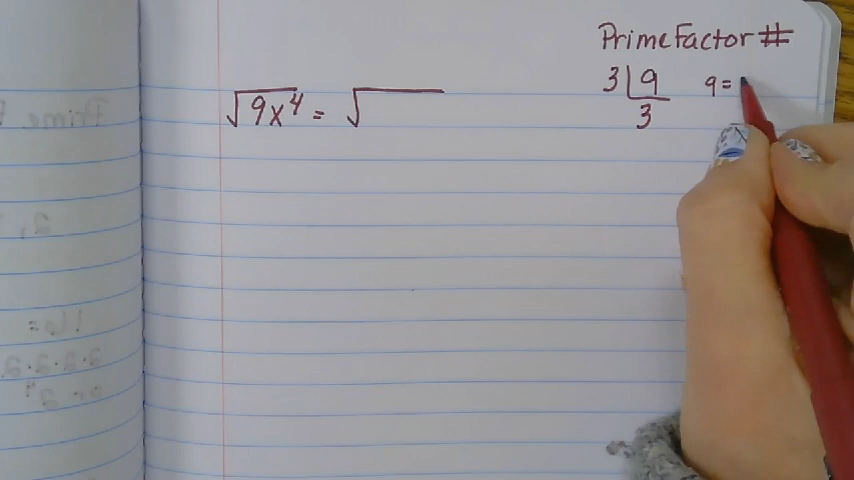 Prime Factor #
3 | 9
3
9 =
√9x⁴ = √